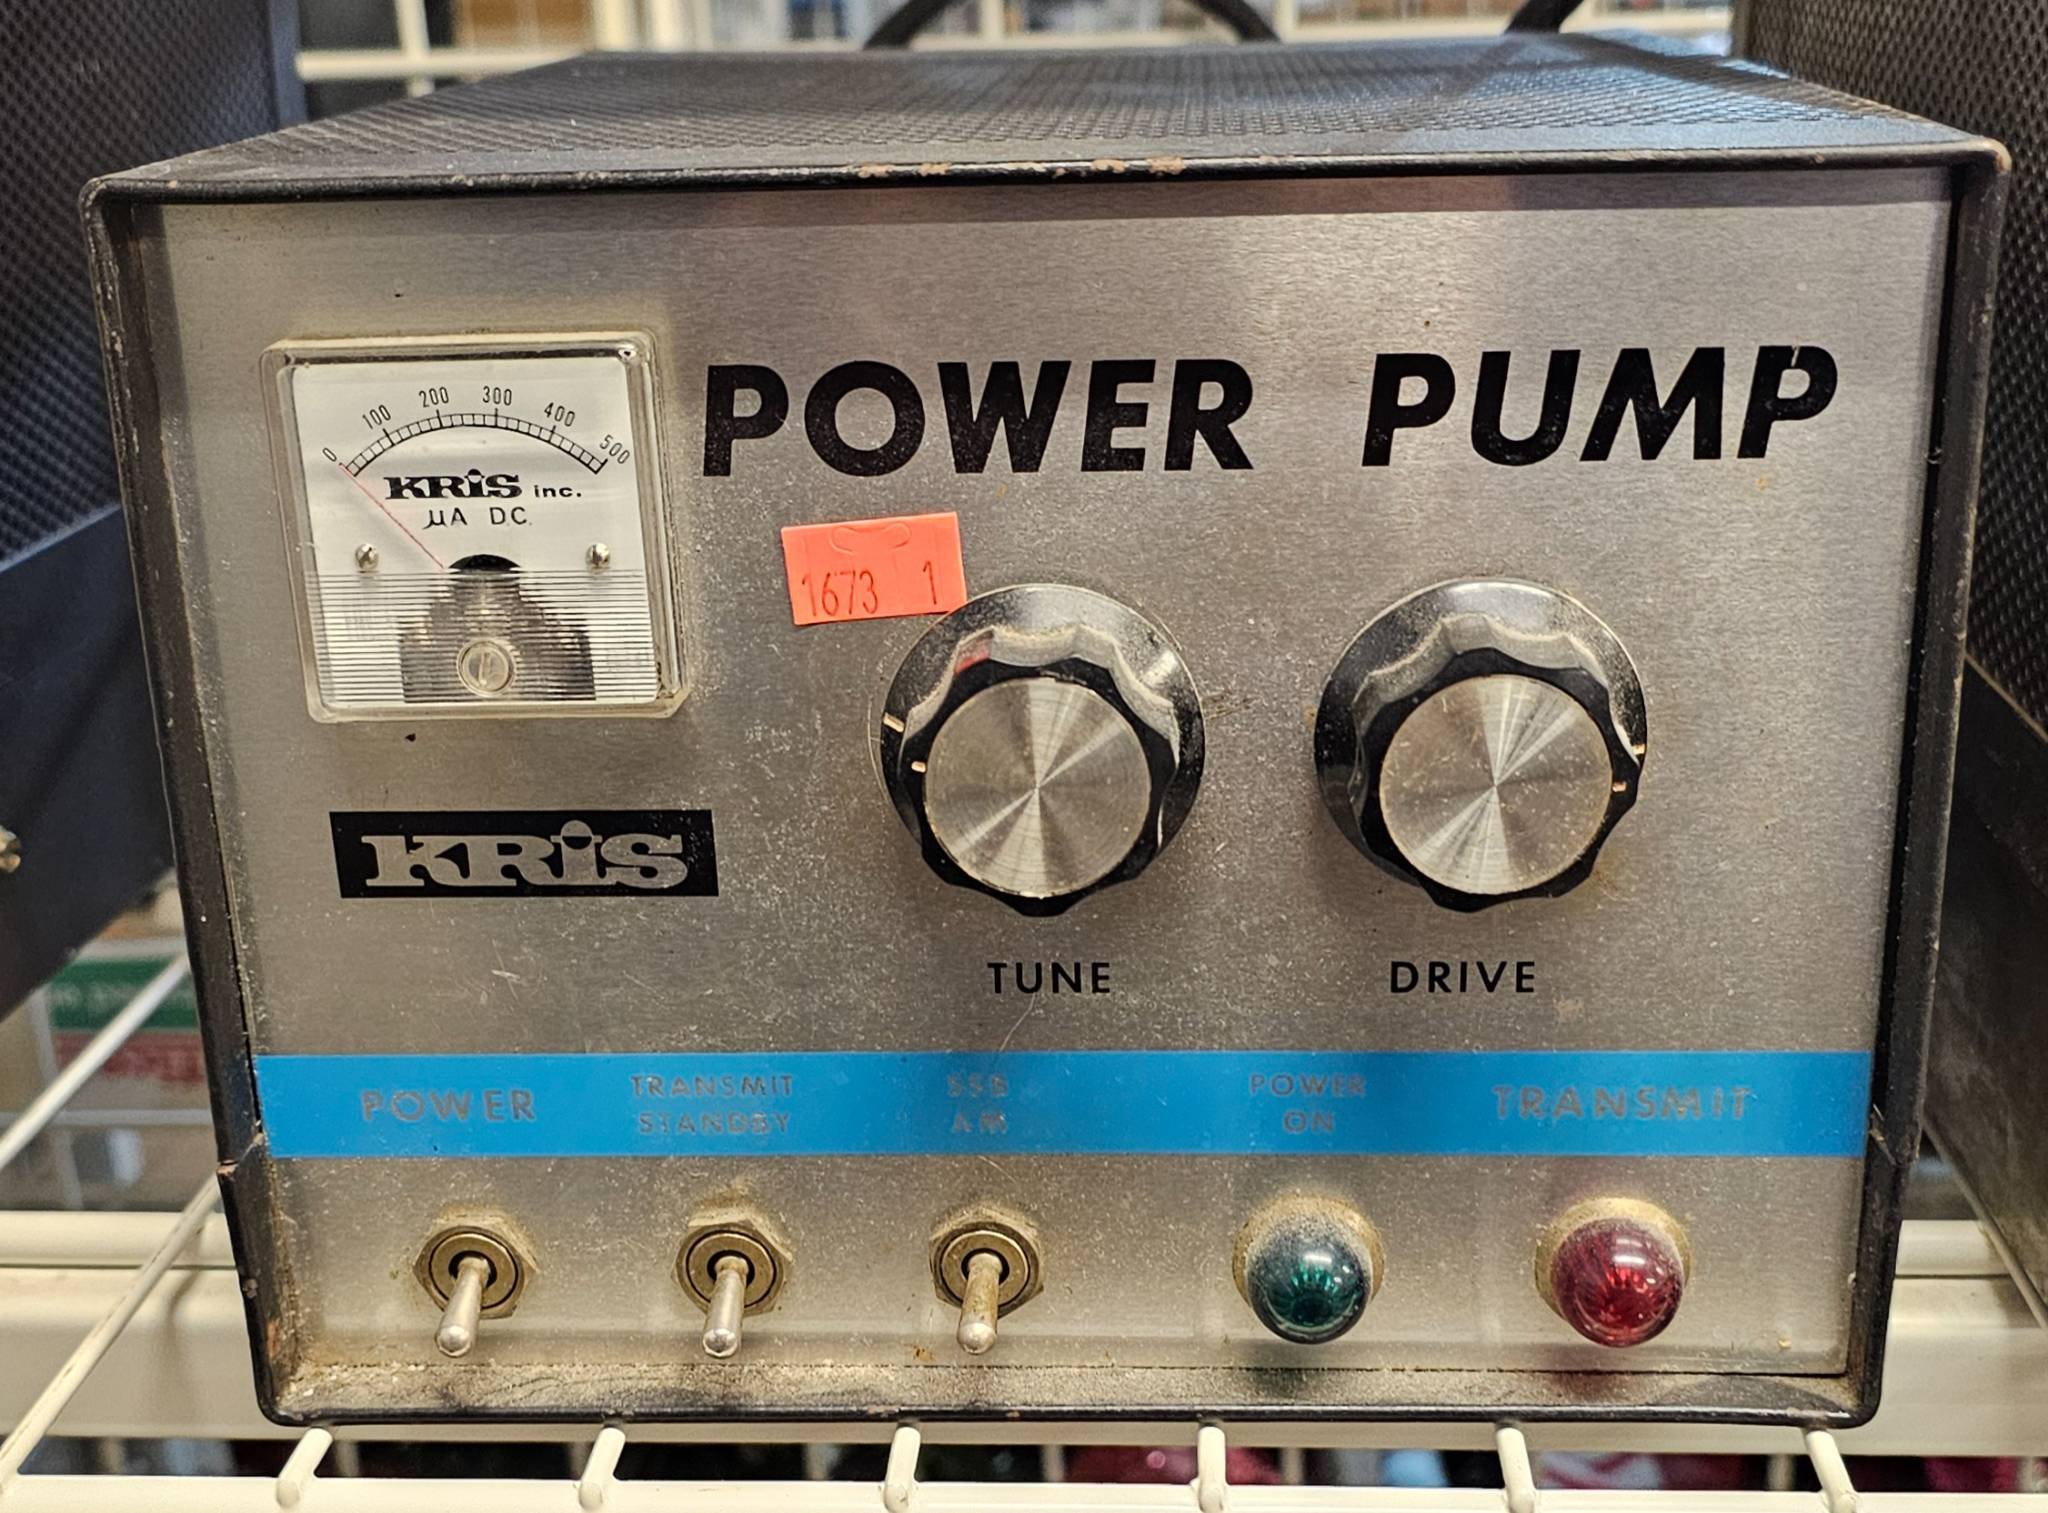 POWER PUMP
0 100 200 300 400 500
KRiS inc.
µA D.C.
1673 1
KRiS
TUNE
DRIVE
POWER
TRANSMIT
STANDBY
SSB
AM
POWER
ON
TRANSMIT